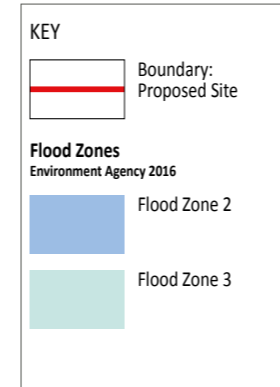 KEY
Boundary:
Proposed Site
Flood Zones
Environment Agency 2016
Flood Zone 2
Flood Zone 3